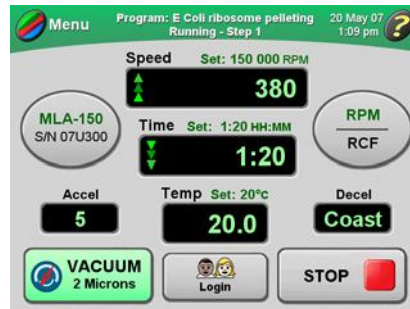 Menu
Program: E Coli ribosome pelleting
Running - Step 1
20 May 07
1:09 pm
?
Speed Set: 150 000 RPM
380
MLA-150
S/N 07U300
Time Set: 1:20 HH:MM
1:20
RPM
RCF
Accel
5
Temp Set: 20ºc
20.0
Decel
Coast
VACUUM
2 Microns
Login
STOP